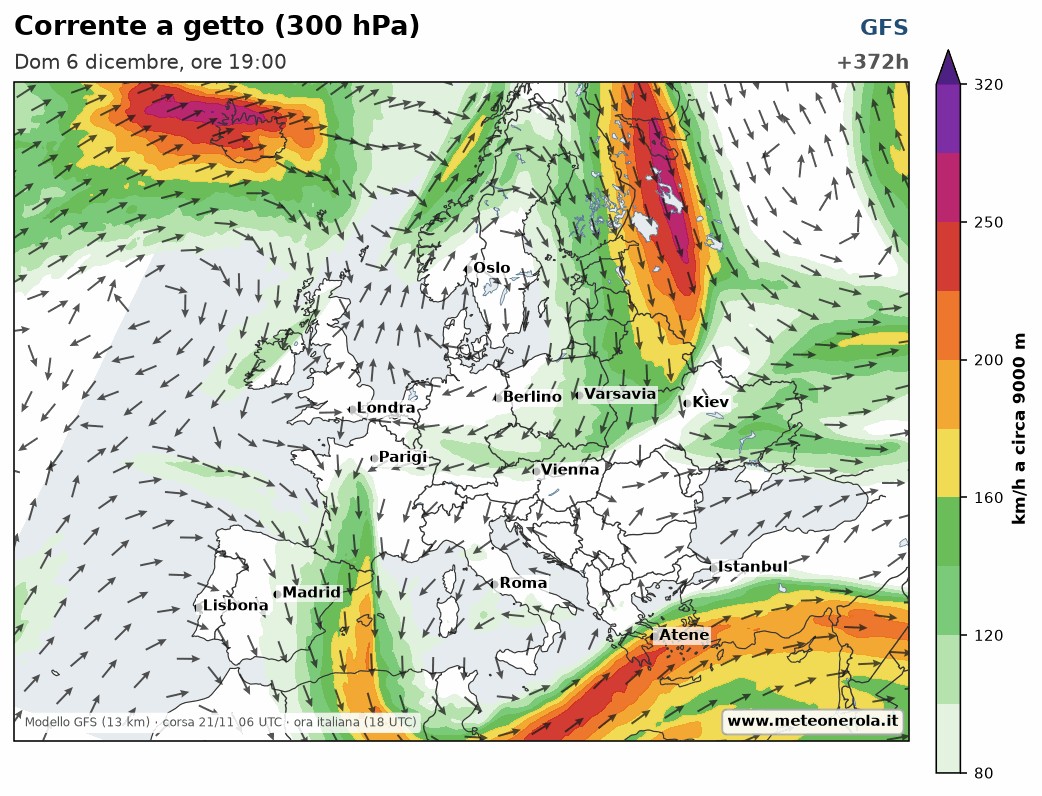 Corrente a getto (300 hPa)
GFS
Dom 6 dicembre, ore 19:00
+372h
320
250
200
160
120
80
km/h a circa 9000 m
Oslo
Berlino
Varsavia
Londra
Kiev
Parigi
Vienna
Istanbul
Roma
Madrid
Lisbona
Atene
Modello GFS (13 km) · corsa 21/11 06 UTC · ora italiana (18 UTC)
www.meteonerola.it